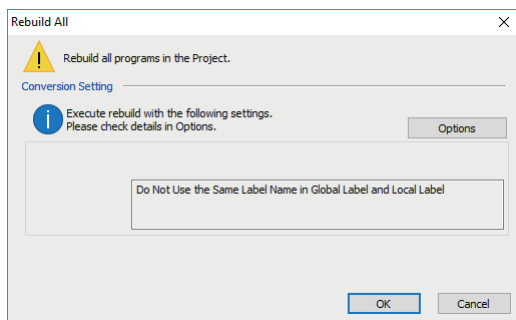 Rebuild All
Rebuild all programs in the Project.
Conversion Setting
Execute rebuild with the following settings.
Please check details in Options.
Options
Do Not Use the Same Label Name in Global Label and Local Label
OK
Cancel